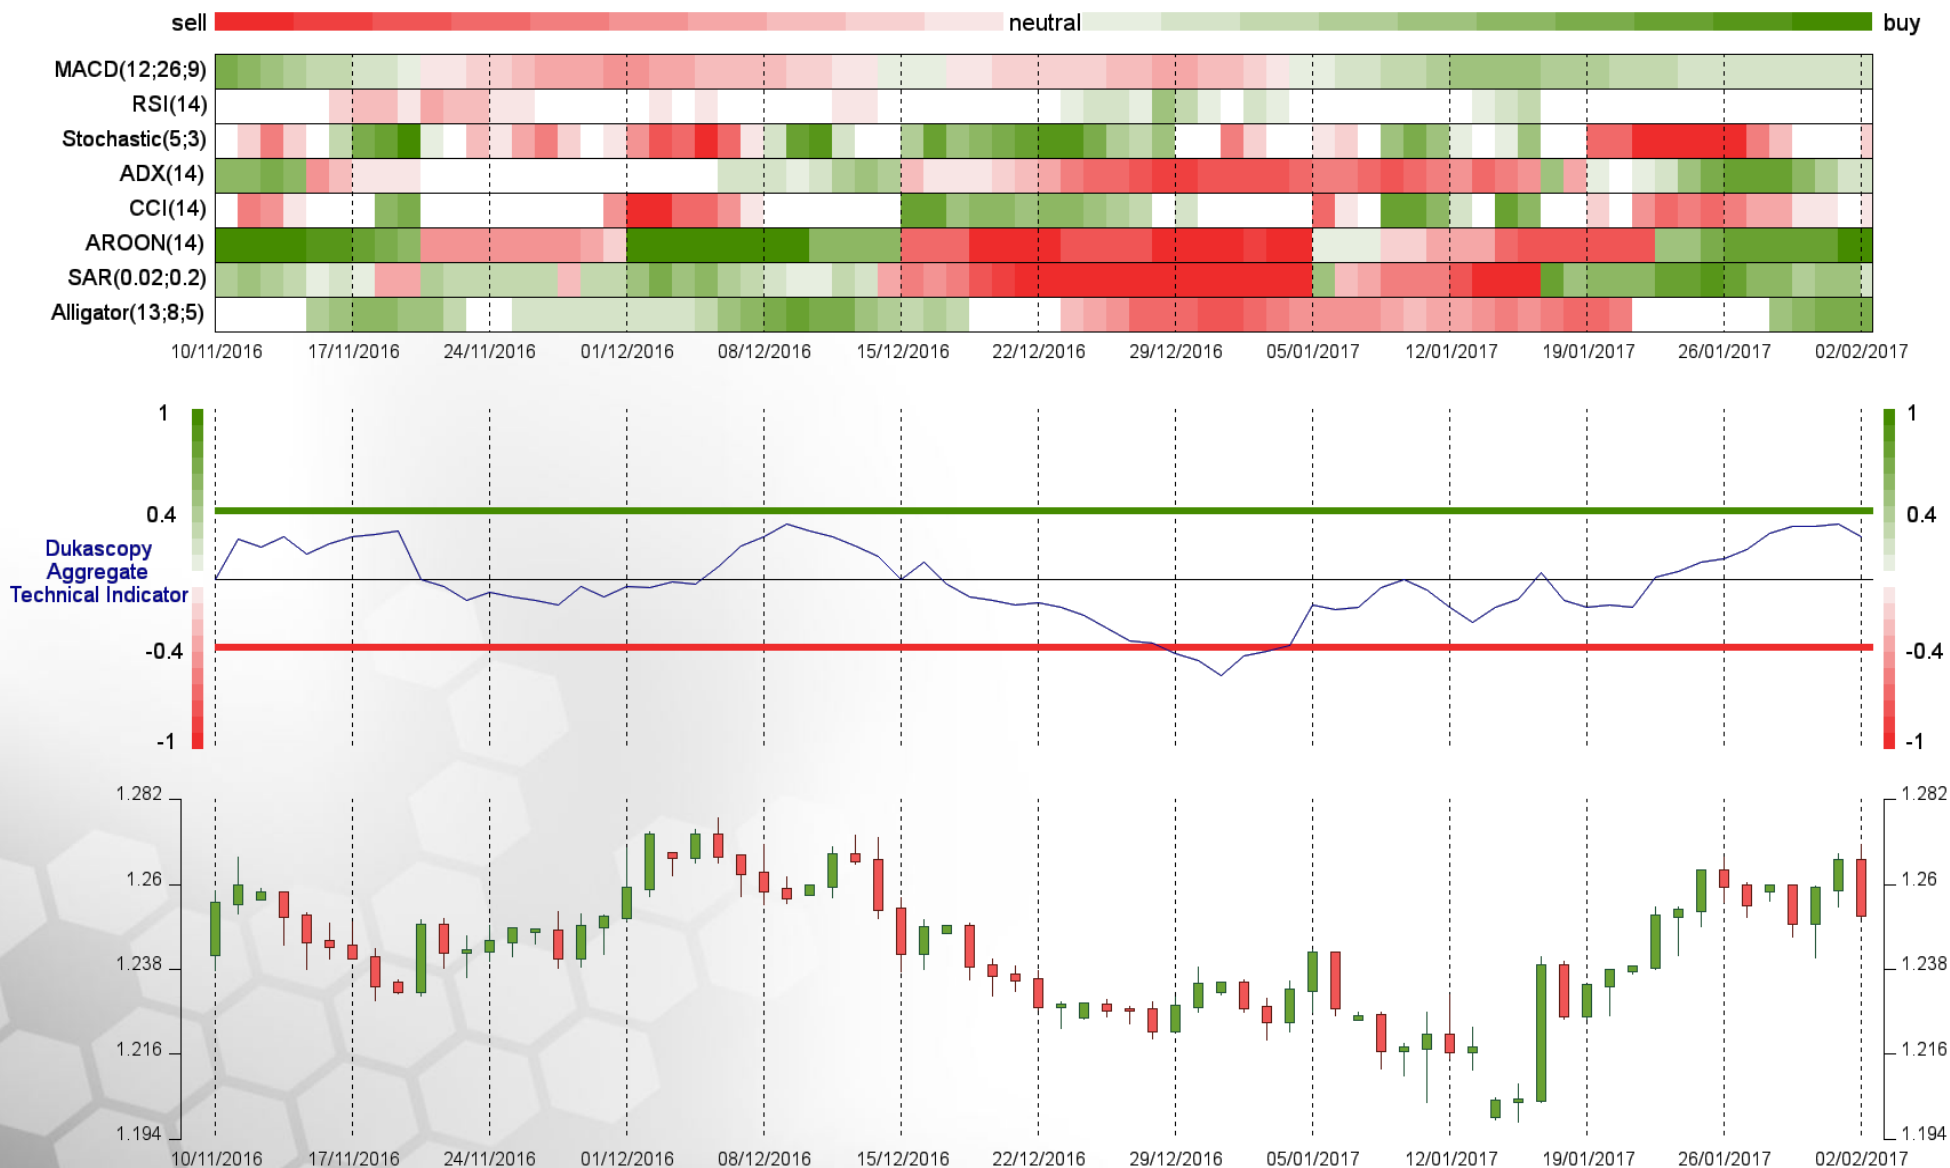 sell neutral buy
MACD(12;26;9)
RSI(14)
Stochastic(5;3)
ADX(14)
CCI(14)
AROON(14)
SAR(0.02;0.2)
Alligator(13;8;5)
10/11/2016 17/11/2016 24/11/2016 01/12/2016 08/12/2016 15/12/2016 22/12/2016 29/12/2016 05/01/2017 12/01/2017 19/01/2017 26/01/2017 02/02/2017
1 1
0.4 0.4
Dukascopy
Aggregate
Technical Indicator
-0.4 -0.4
-1 -1
1.282 1.282
1.26 1.26
1.238 1.238
1.216 1.216
1.194 1.194
10/11/2016 17/11/2016 24/11/2016 01/12/2016 08/12/2016 15/12/2016 22/12/2016 29/12/2016 05/01/2017 12/01/2017 19/01/2017 26/01/2017 02/02/2017